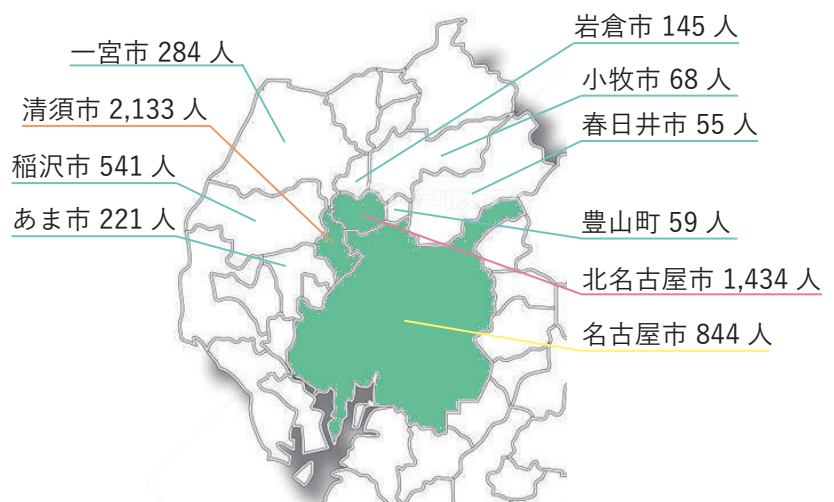 岩倉市 145 人
一宮市 284 人
小牧市 68 人
清須市 2,133 人
春日井市 55 人
稲沢市 541 人
あま市 221 人
豊山町 59 人
北名古屋市 1,434 人
名古屋市 844 人